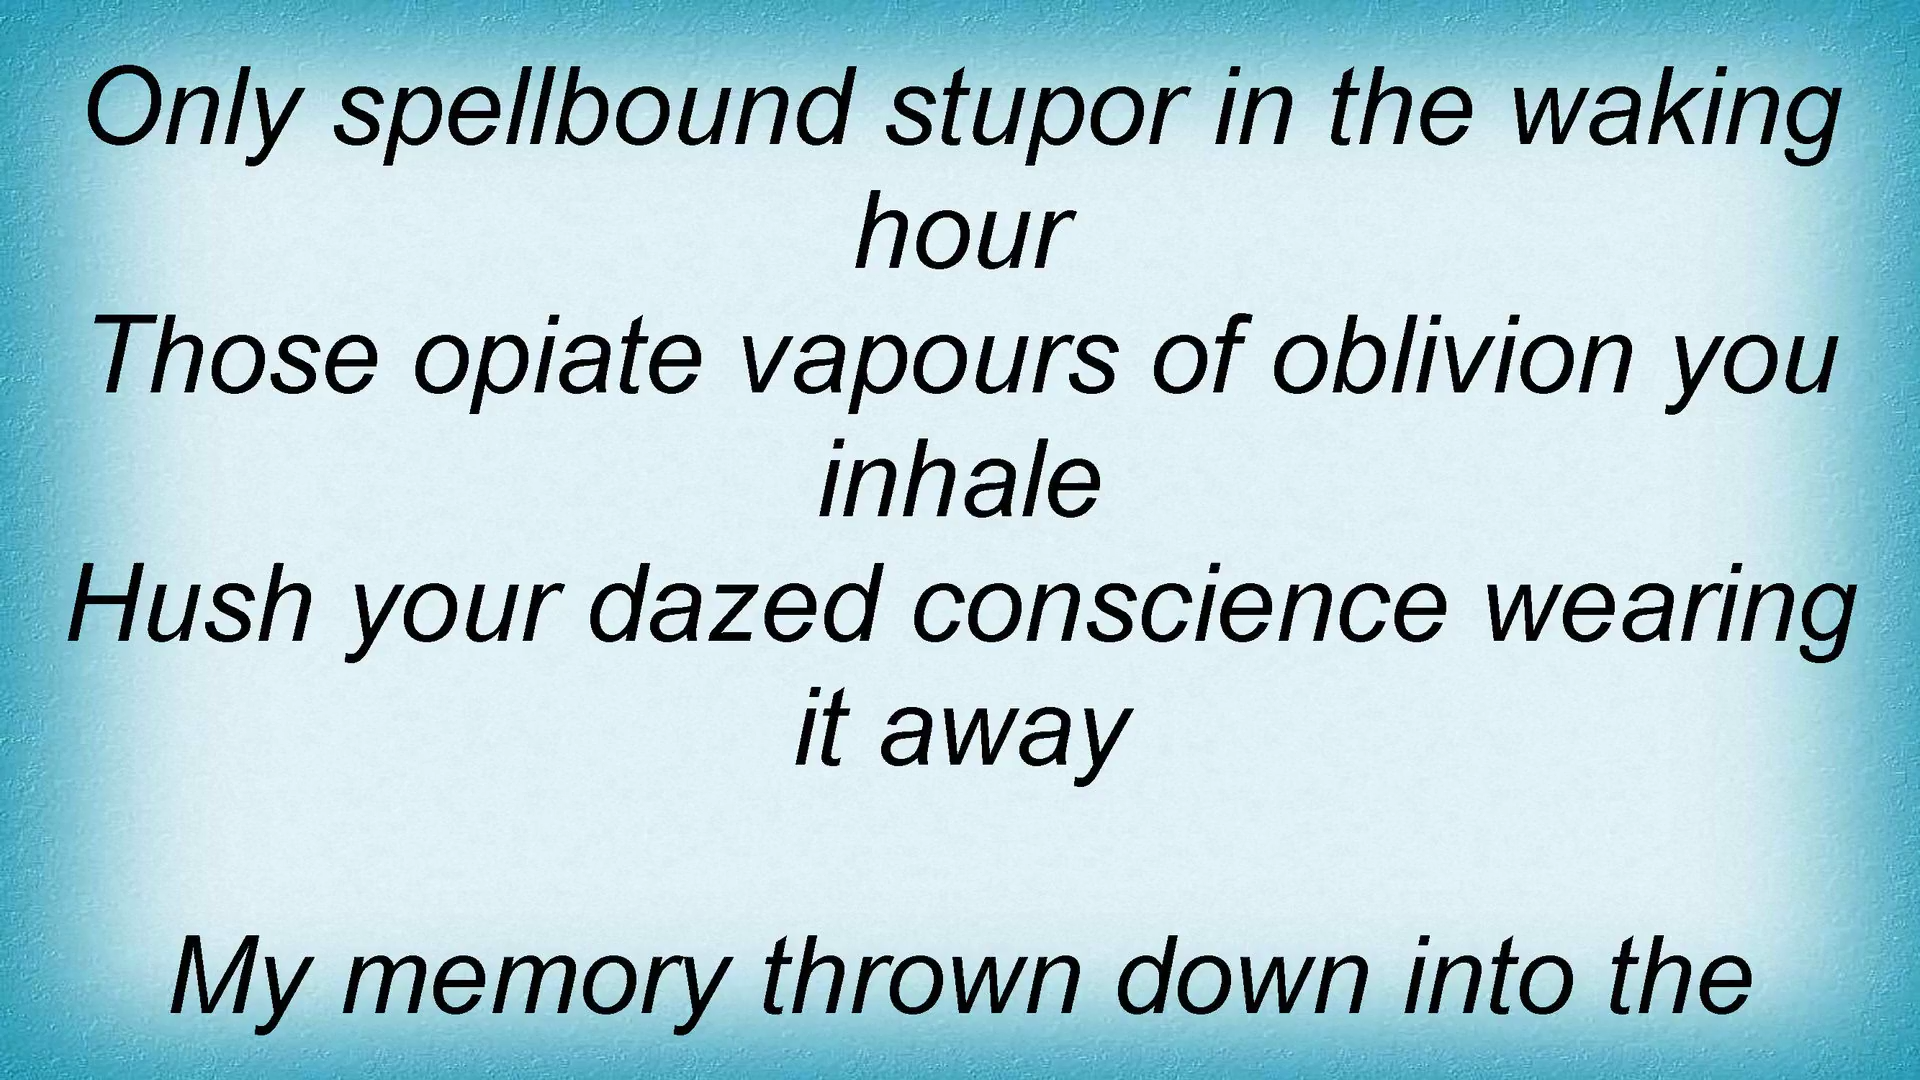 Only spellbound stupor in the waking
hour
Those opiate vapours of oblivion you
inhale
Hush your dazed conscience wearing
it away
My memory thrown down into the